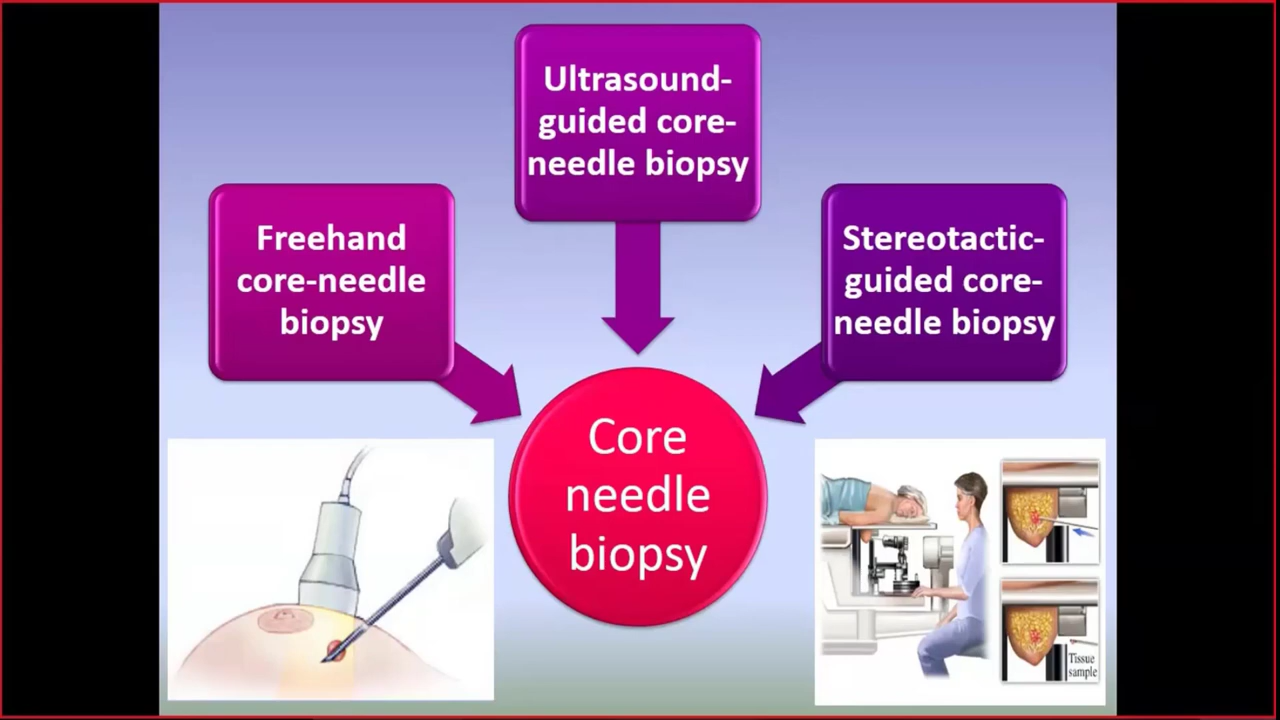 Ultrasound-
guided core-
needle biopsy
Freehand
core-needle
biopsy
Stereotactic-
guided core-
needle biopsy
Core
needle
biopsy
Tissue
sample